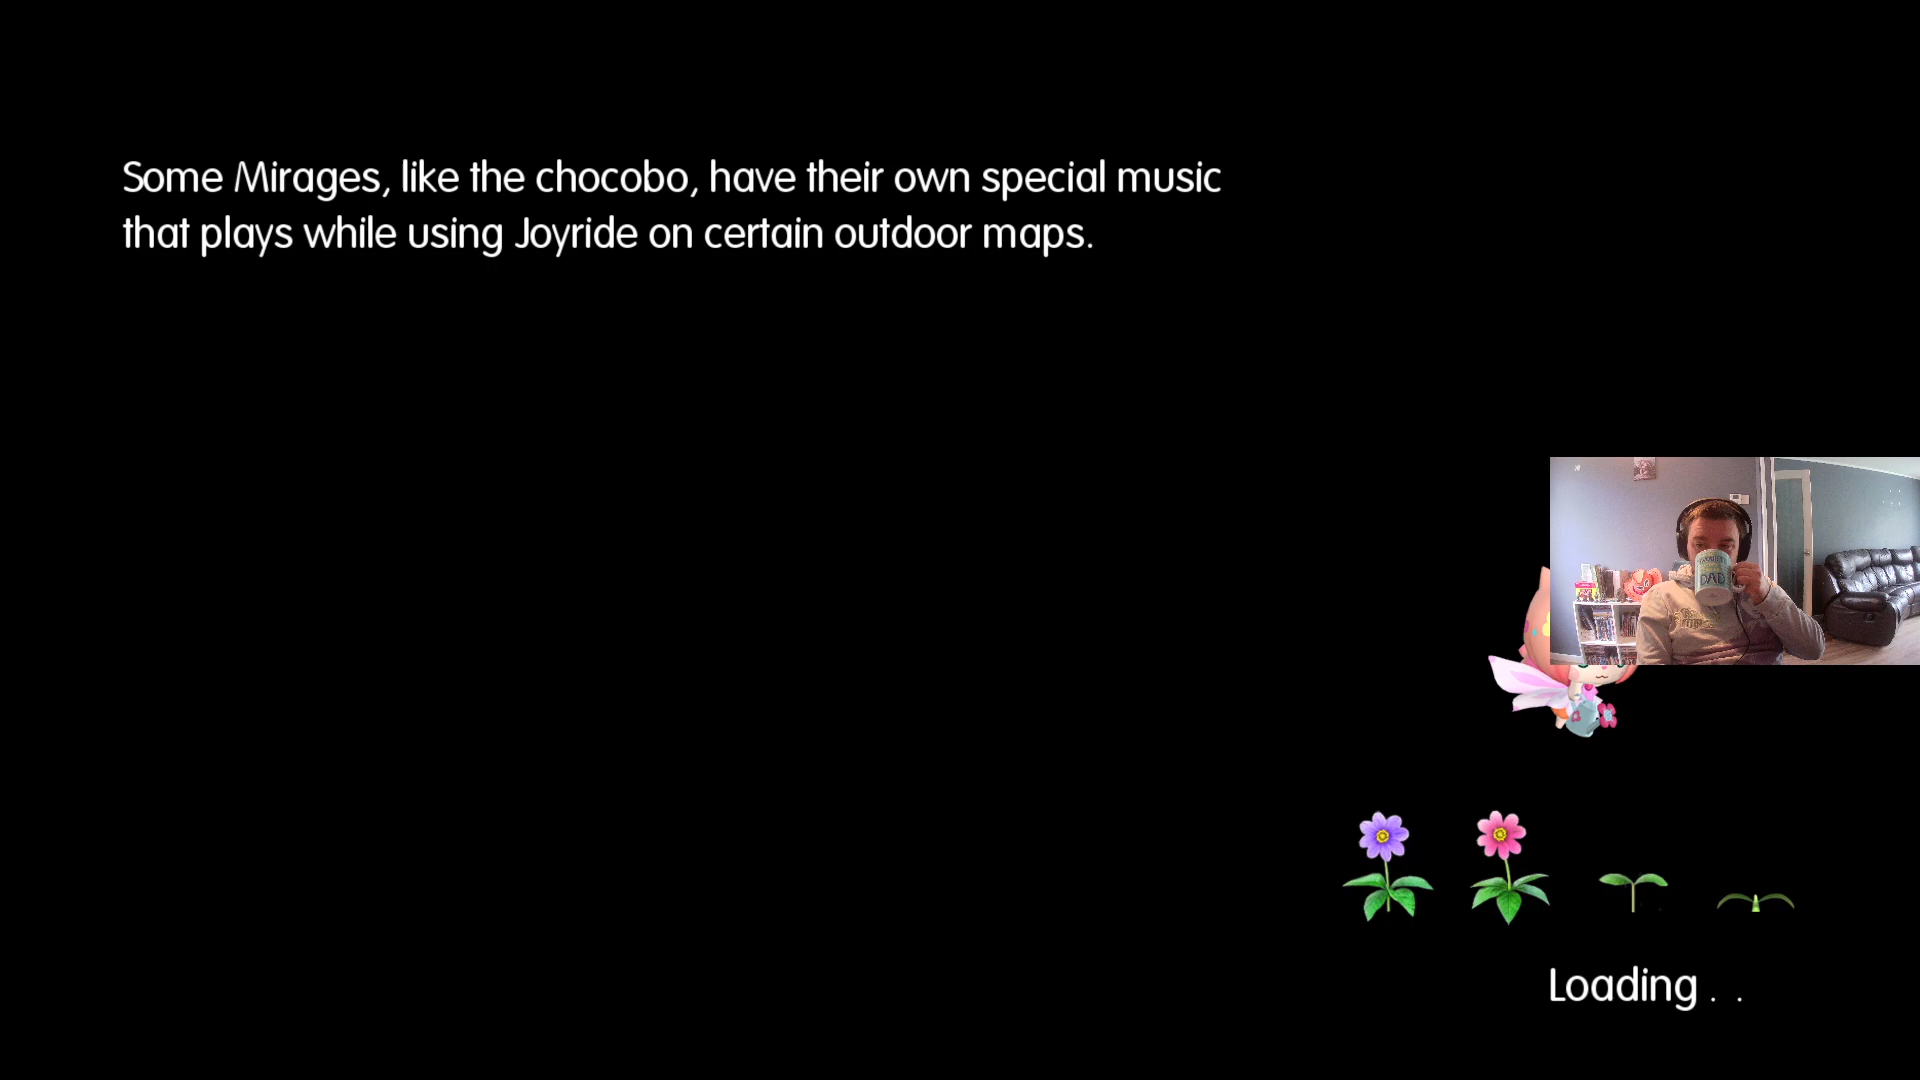 Some Mirages, like the chocobo, have their own special music
that plays while using Joyride on certain outdoor maps.
DAD
Loading . .